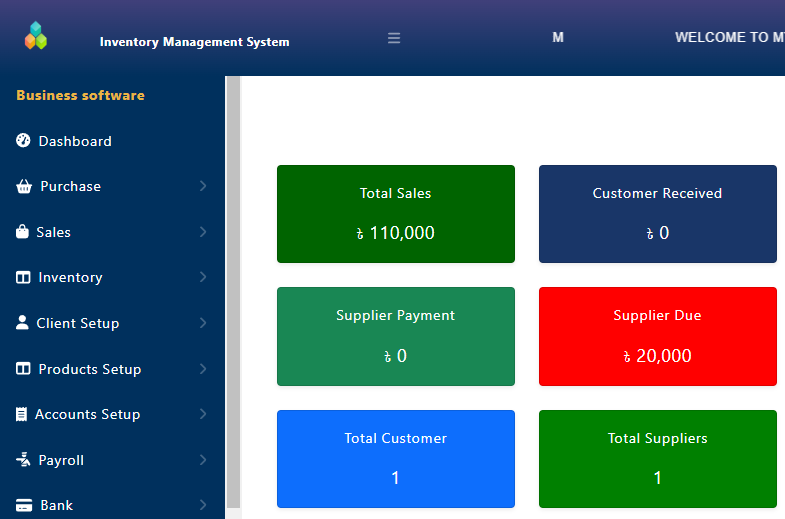 Inventory Management System
M
WELCOME TO
Business software
Dashboard
Purchase
Sales
Inventory
Client Setup
Products Setup
Accounts Setup
Payroll
Bank
Total Sales
৳ 110,000
Customer Received
৳ 0
Supplier Payment
৳ 0
Supplier Due
৳ 20,000
Total Customer
1
Total Suppliers
1